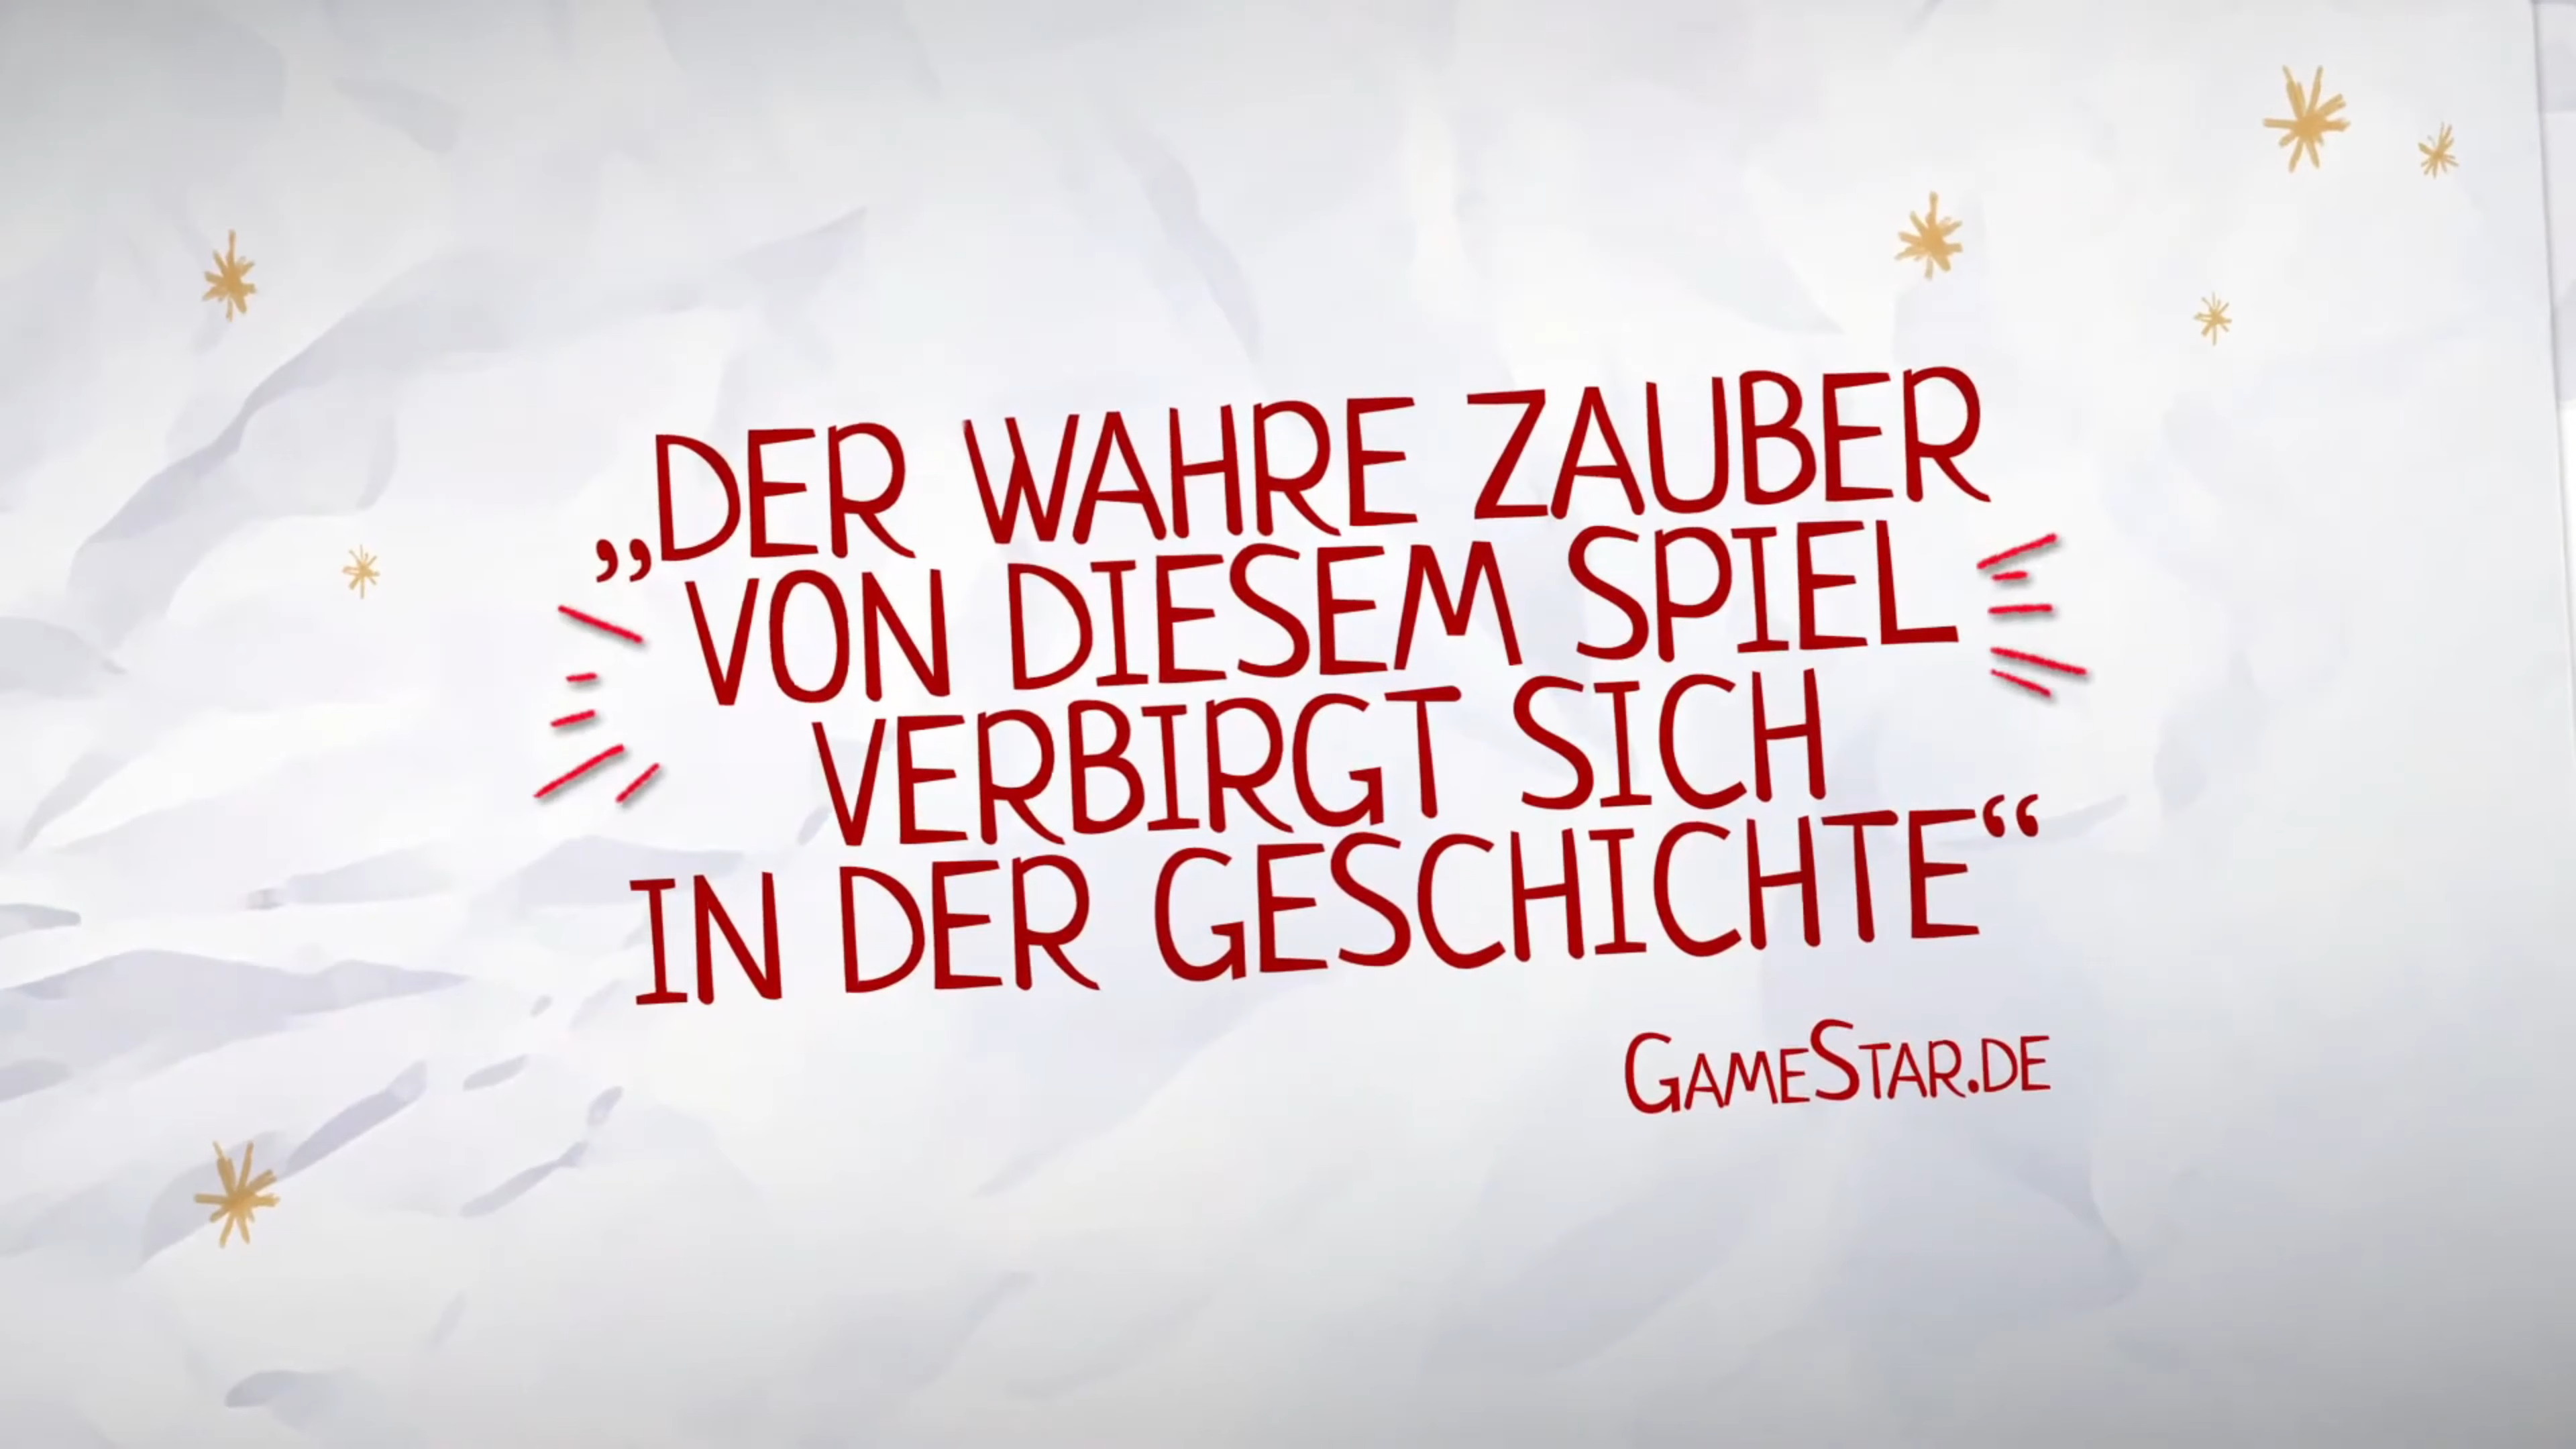 „DER WAHRE ZAUBER
VON DIESEM SPIEL
VERBIRGT SICH
IN DER GESCHICHTE“
GAMESTAR.DE